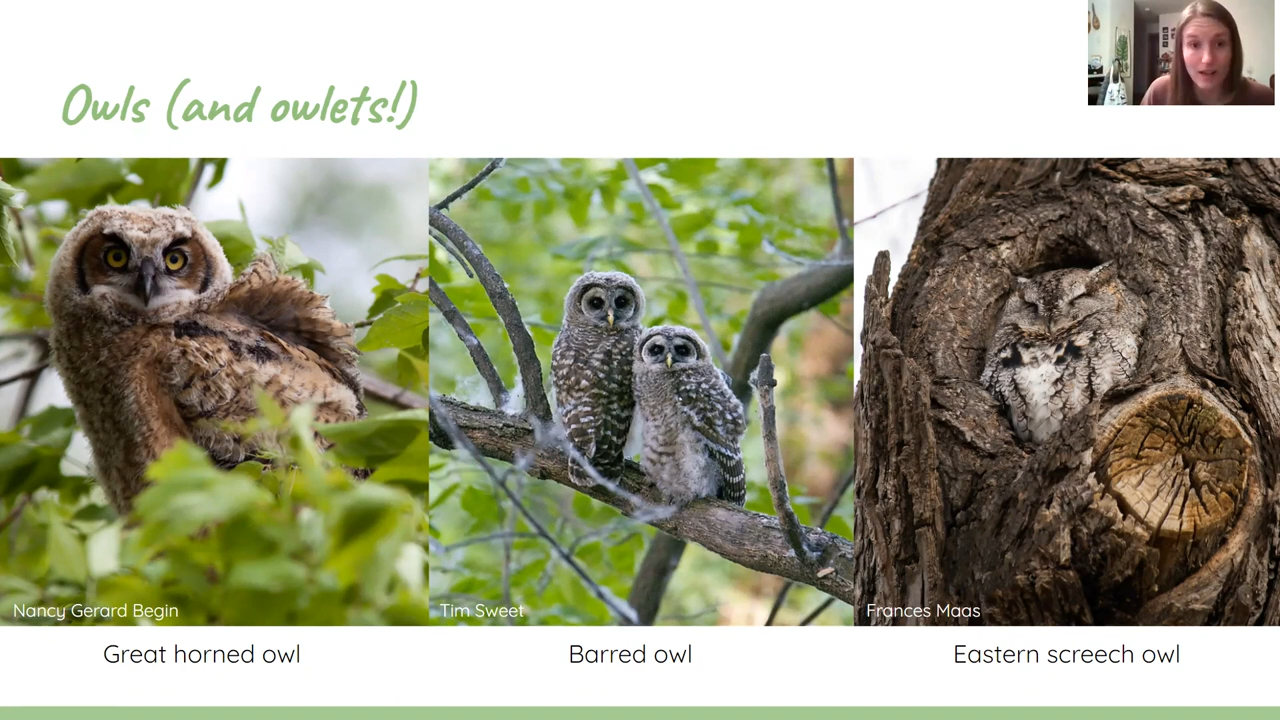 Owls (and owlets!)
Nancy Gerard Begin
Tim Sweet
Frances Maas
Great horned owl
Barred owl
Eastern screech owl